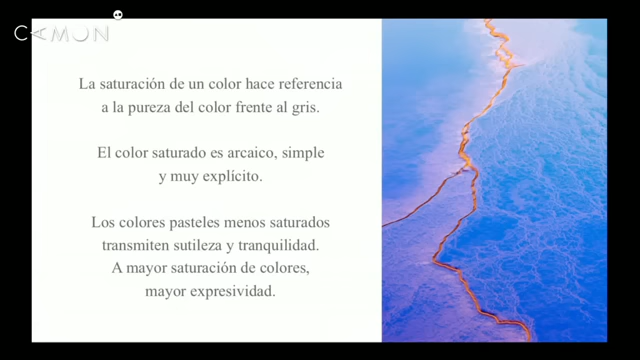 CAMON
La saturación de un color hace referencia
a la pureza del color frente al gris.
El color saturado es arcaico, simple
y muy explícito.
Los colores pasteles menos saturados
transmiten sutileza y tranquilidad.
A mayor saturación de colores,
mayor expresividad.